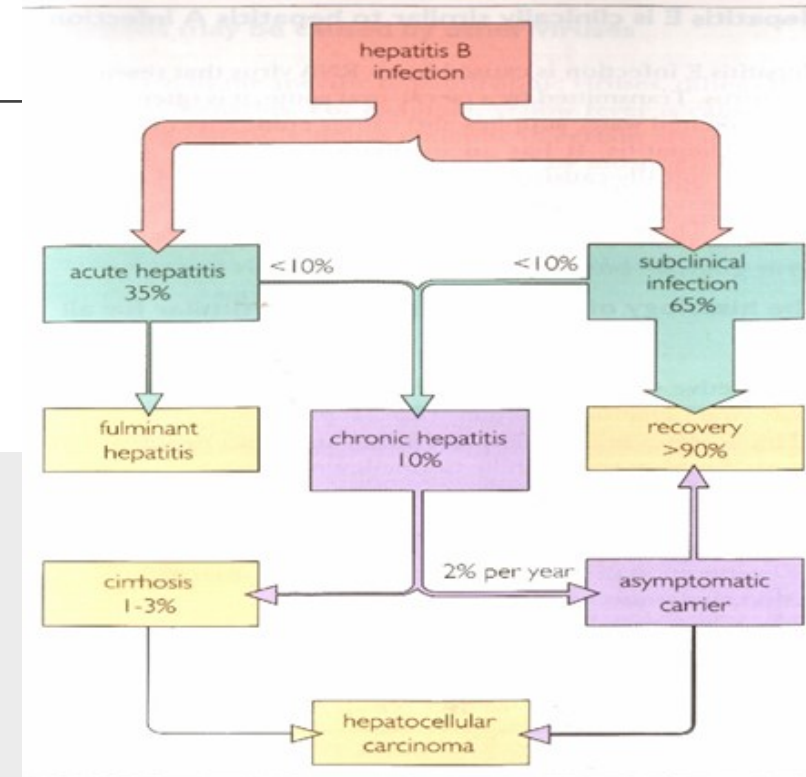 hepatitis B
infection
acute hepatitis
35%
<10%
<10%
subclinical
infection
65%
fulminant
hepatitis
chronic hepatitis
10%
recovery
>90%
cirrhosis
1-3%
2% per year
asymptomatic
carrier
hepatocellular
carcinoma